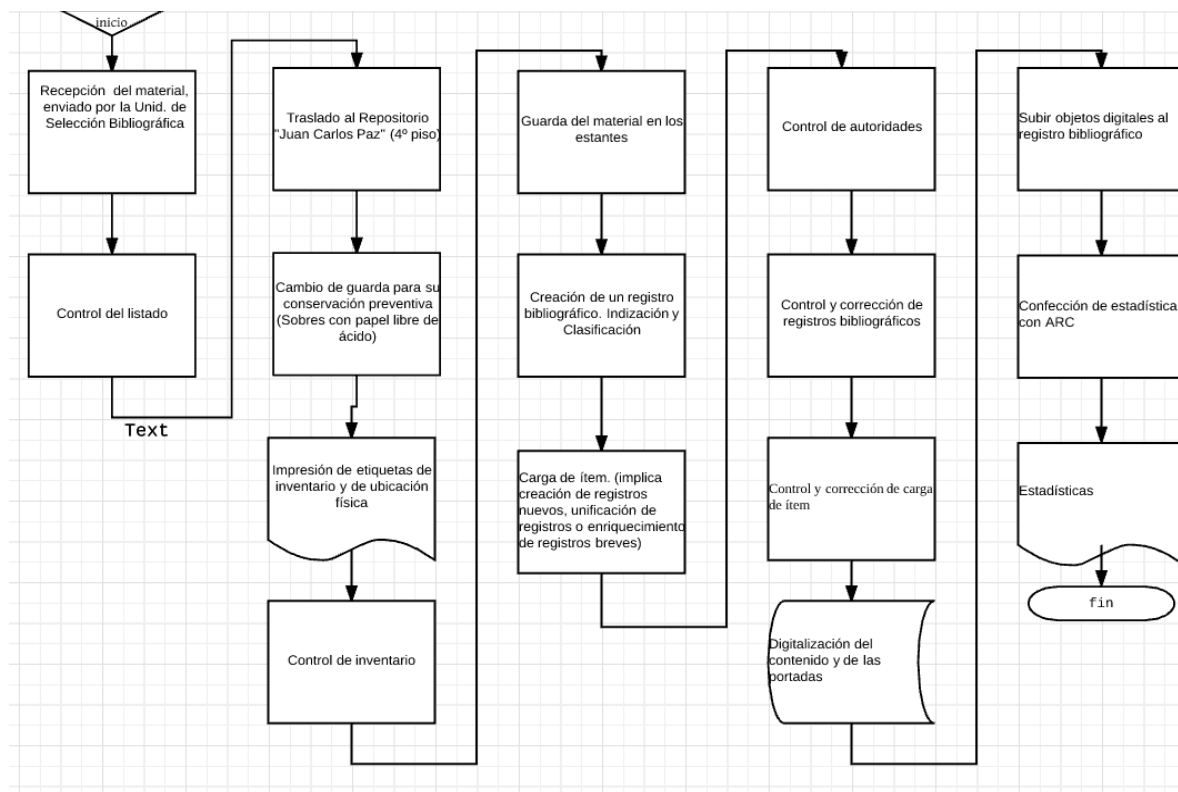 inicio
Recepción del material,
enviado por la Unid. de
Selección Bibliográfica
Control del listado
Text
Traslado al Repositorio
"Juan Carlos Paz" (4º piso)
Cambio de guarda para su
conservación preventiva
(Sobres con papel libre de
ácido)
Impresión de etiquetas de
inventario y de ubicación
física
Control de inventario
Guarda del material en los
estantes
Creación de un registro
bibliográfico. Indización y
Clasificación
Carga de ítem. (implica
creación de registros
nuevos, unificación de
registros o enriquecimiento
de registros breves)
Control de autoridades
Control y corrección de
registros bibliográficos
Control y corrección de carga
de ítem
Digitalización del
contenido y de las
portadas
Subir objetos digitales al
registro bibliográfico
Confección de estadística
con ARC
Estadísticas
fin